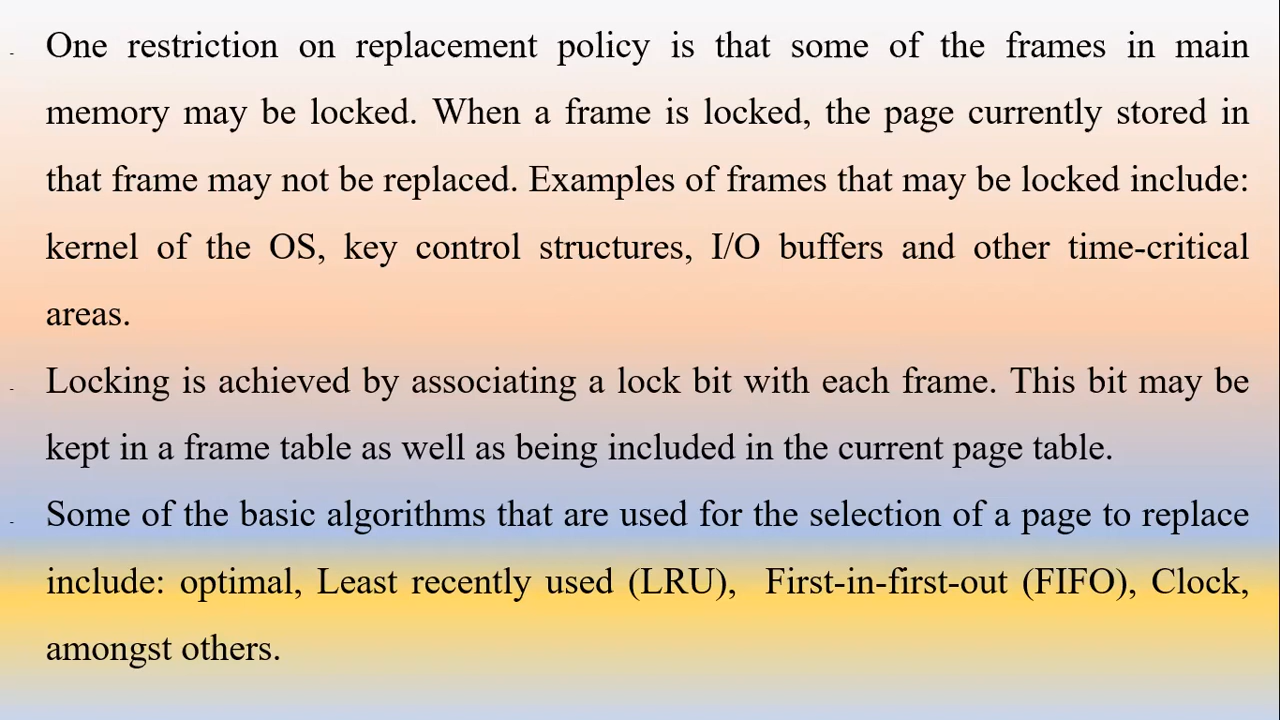 - One restriction on replacement policy is that some of the frames in main
memory may be locked. When a frame is locked, the page currently stored in
that frame may not be replaced. Examples of frames that may be locked include:
kernel of the OS, key control structures, I/O buffers and other time-critical
areas.
- Locking is achieved by associating a lock bit with each frame. This bit may be
kept in a frame table as well as being included in the current page table.
- Some of the basic algorithms that are used for the selection of a page to replace
include: optimal, Least recently used (LRU),  First-in-first-out (FIFO), Clock,
amongst others.